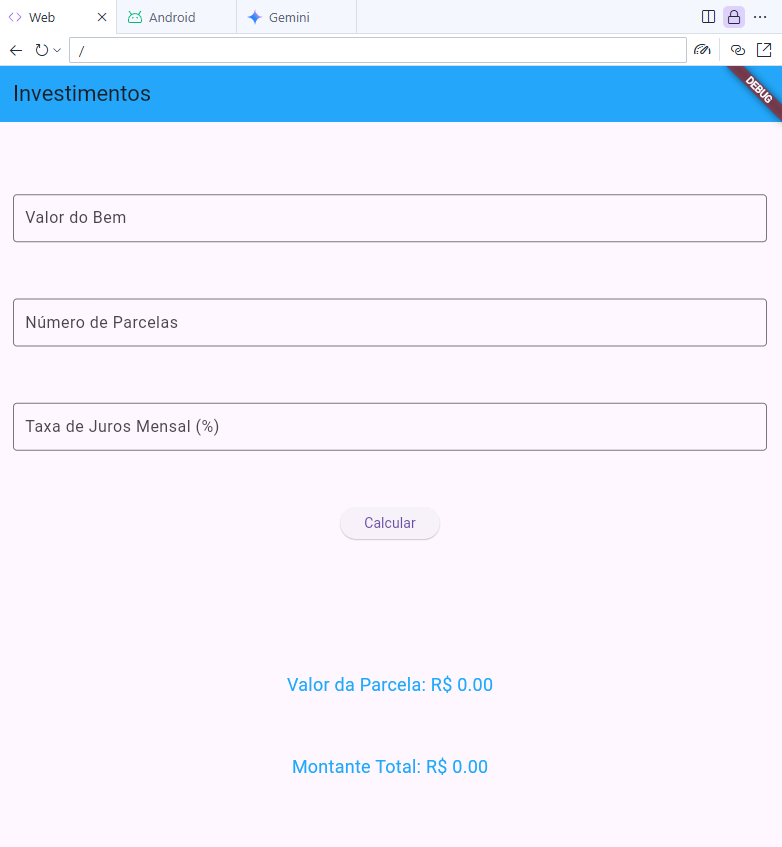 Web
Android
Gemini
/
Investimentos
DEBUG
Valor do Bem
Número de Parcelas
Taxa de Juros Mensal (%)
Calcular
Valor da Parcela: R$ 0.00
Montante Total: R$ 0.00